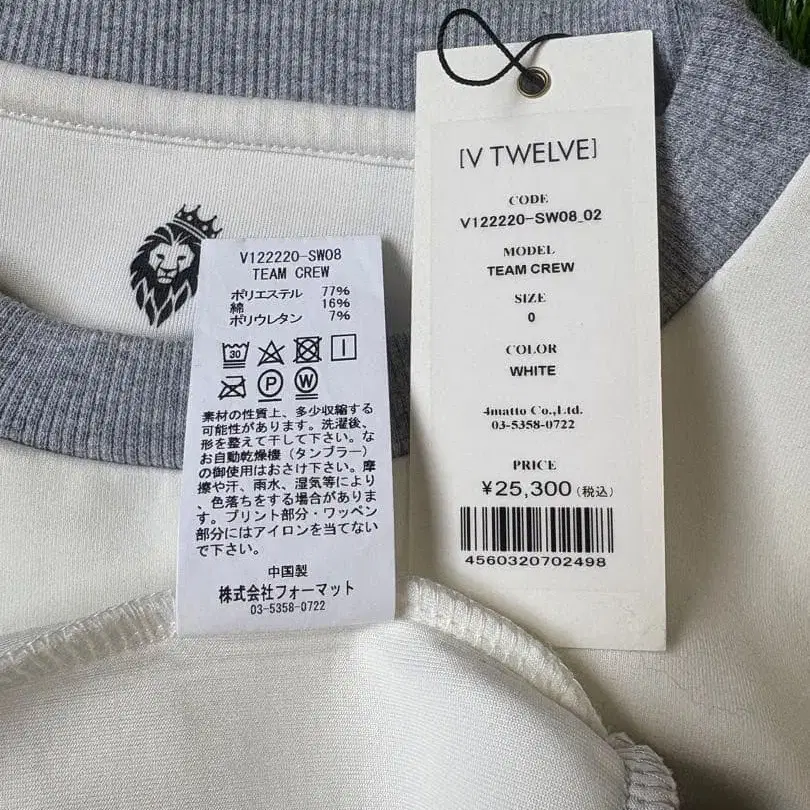 V122220-SW08
TEAM CREW
ポリエステル 77%
綿 16%
ポリウレタン 7%
30
P W
素材の性質上、多少収縮する
可能性があります。洗濯後、
形を整えて干して下さい。な
お自動乾燥機（タンブラー）
の御使用はおさけ下さい。摩
擦や汗、雨水、湿気等により
、色落ちをする場合がありま
す。プリント部分・ワッペン
部分にはアイロンを当てない
で下さい。
中国製
株式会社フォーマット
03-5358-0722
[V TWELVE]
CODE
V122220-SW08_02
MODEL
TEAM CREW
SIZE
0
COLOR
WHITE
4matto Co.,Ltd.
03-5358-0722
PRICE
¥25,300(税込)
4560320702498